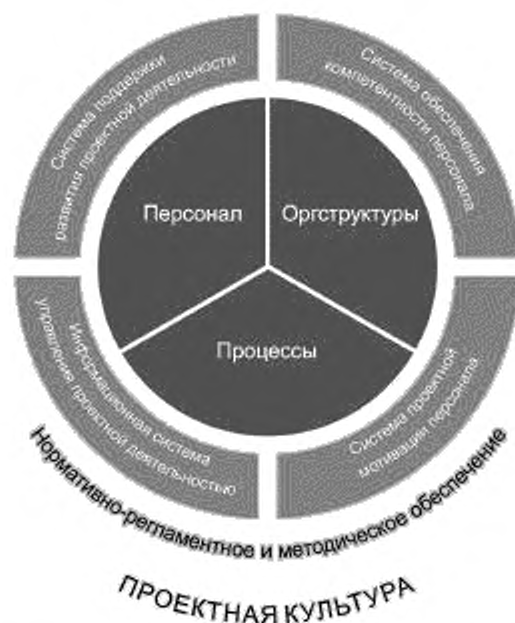 Система поддержки
развития проектной деятельности
Система обеспечения
компетентности персонала
Персонал
Оргструктуры
Процессы
Информационная система
управления проектной деятельностью
Система проектной
мотивации персонала
Нормативно-регламентное и методическое обеспечение
ПРОЕКТНАЯ КУЛЬТУРА